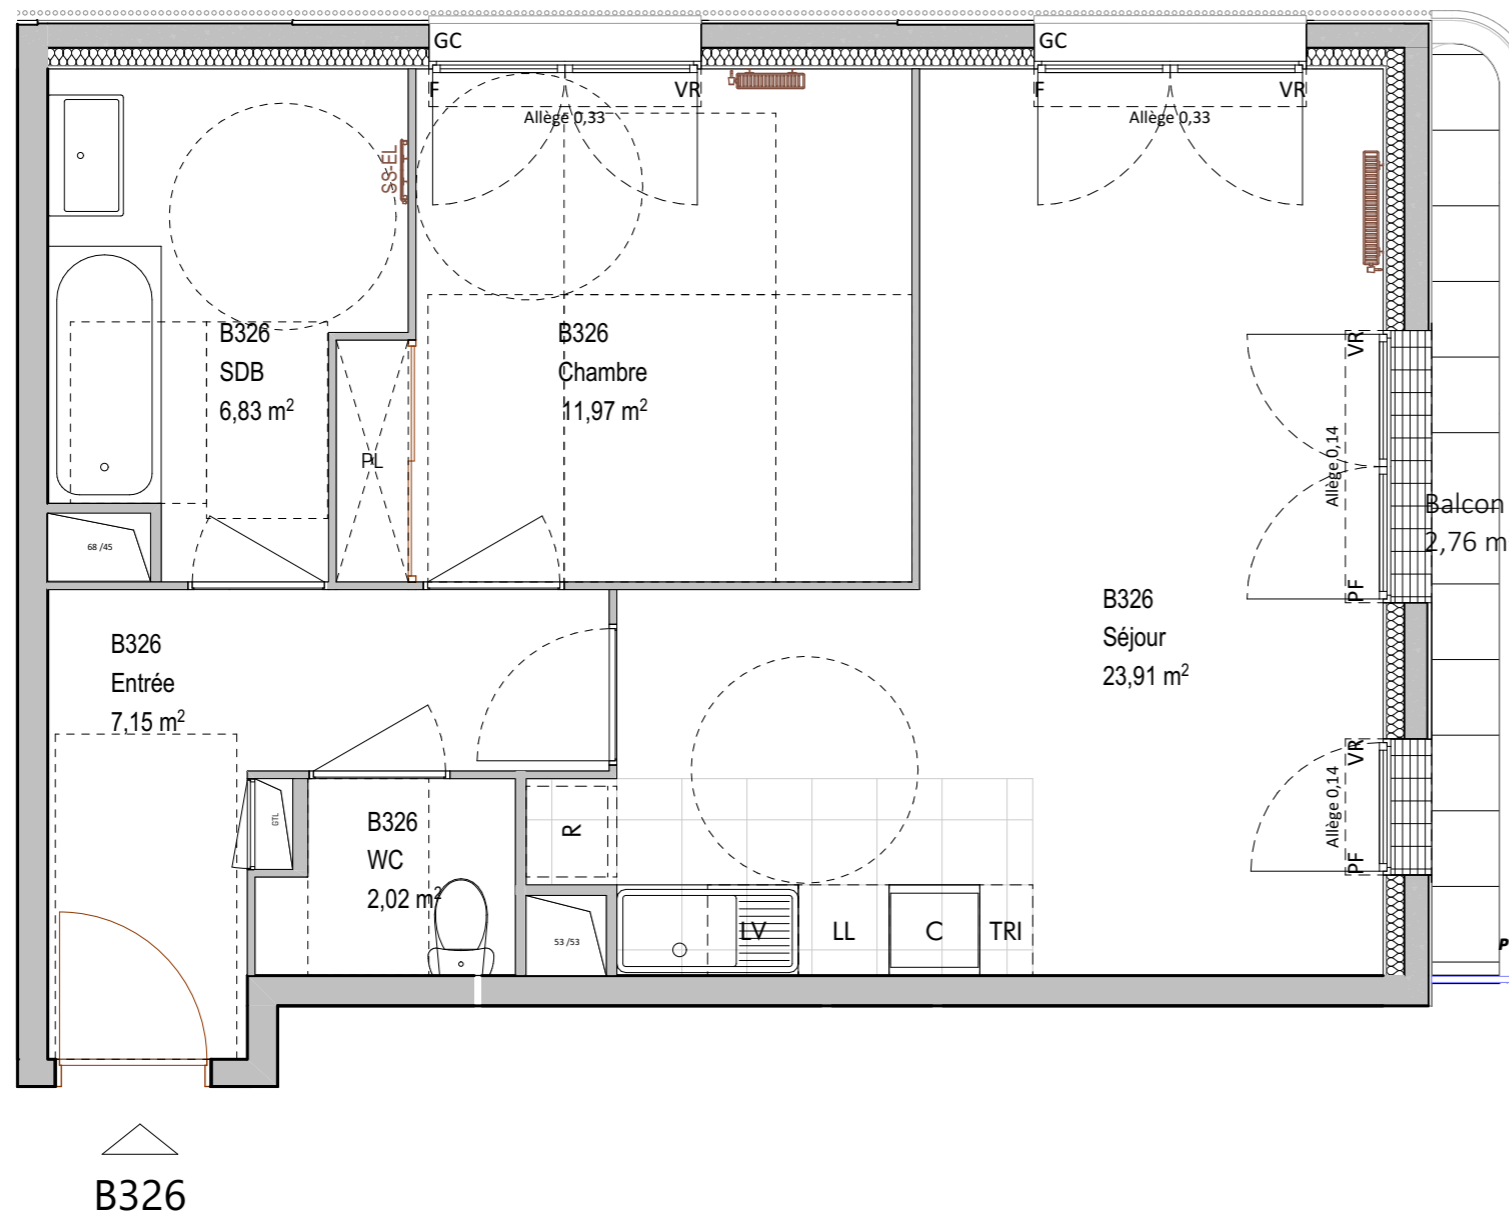 GC
GC
F
VR
F
VR
Allège 0,33
Allège 0,33
SS-EL
B326
SDB
6,83 m²
B326
Chambre
11,97 m²
PL
VR
Allège 0,14
PF
Balcon
2,76 m
68 /45
B326
Séjour
23,91 m²
B326
Entrée
7,15 m²
VR
Allège 0,14
PF
GTL
B326
WC
2,02 m²
R
53 /53
LV
LL
C
TRI
P
B326